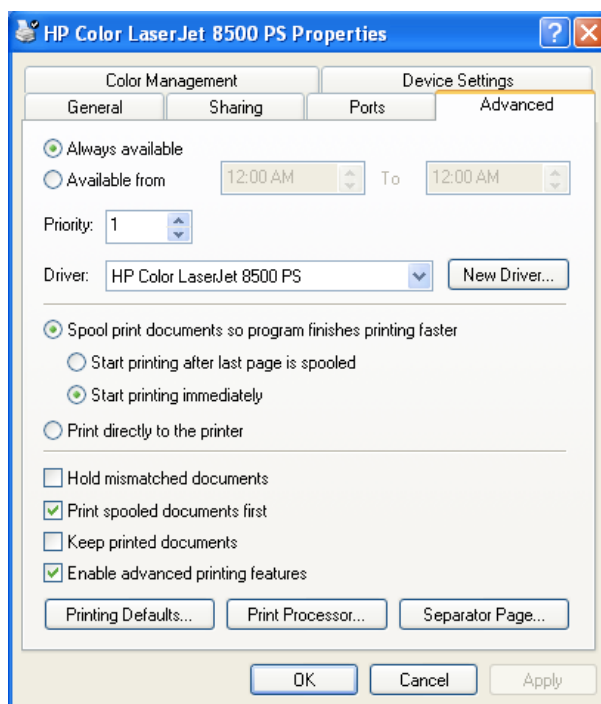 HP Color LaserJet 8500 PS Properties
Color Management Device Settings
General Sharing Ports Advanced
Always available
Available from 12:00 AM To 12:00 AM
Priority: 1
Driver: HP Color LaserJet 8500 PS New Driver...
Spool print documents so program finishes printing faster
Start printing after last page is spooled
Start printing immediately
Print directly to the printer
Hold mismatched documents
Print spooled documents first
Keep printed documents
Enable advanced printing features
Printing Defaults... Print Processor... Separator Page...
OK Cancel Apply